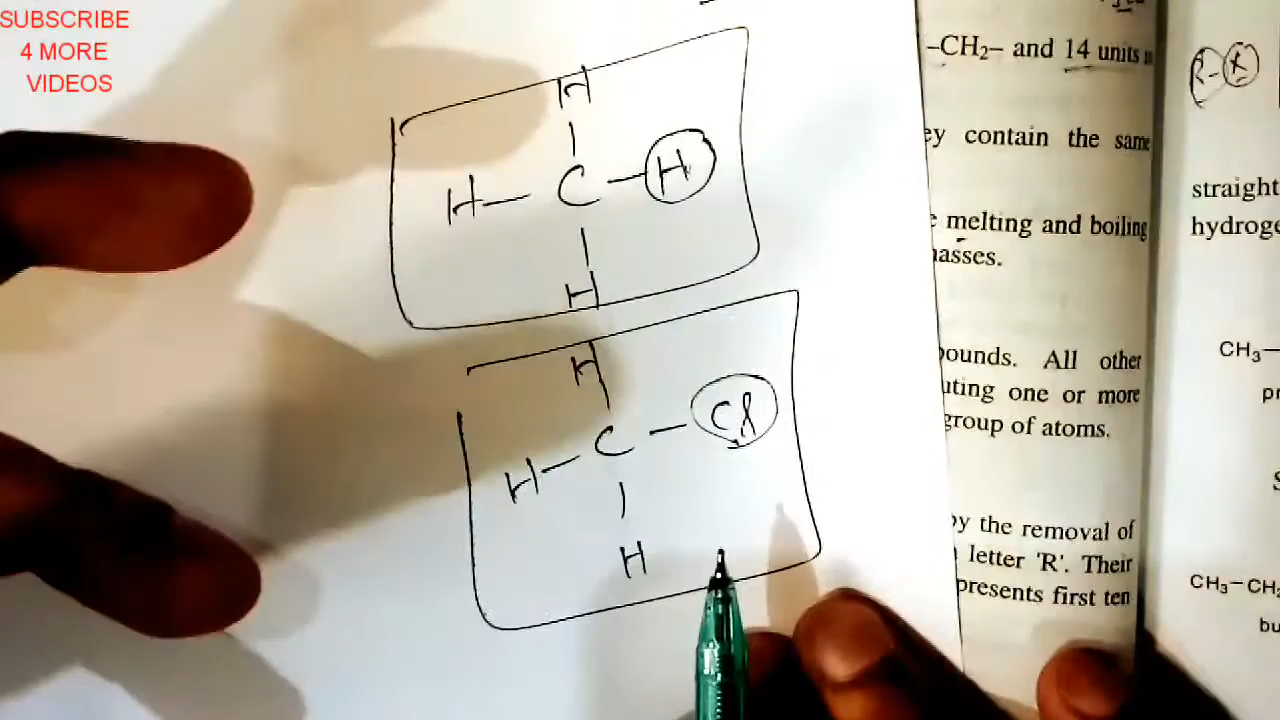 SUBSCRIBE
4 MORE
VIDEOS
H
H— C —H
H
H
H— C —Cl
H
–CH₂– and 14 units
ey contain the same
melting and boiling
asses.
ounds. All other
uting one or more
group of atoms.
by the removal of
letter 'R'. Their
presents first ten
R–R
straight
hydroge
CH₃—
CH₃–CH₂
bu